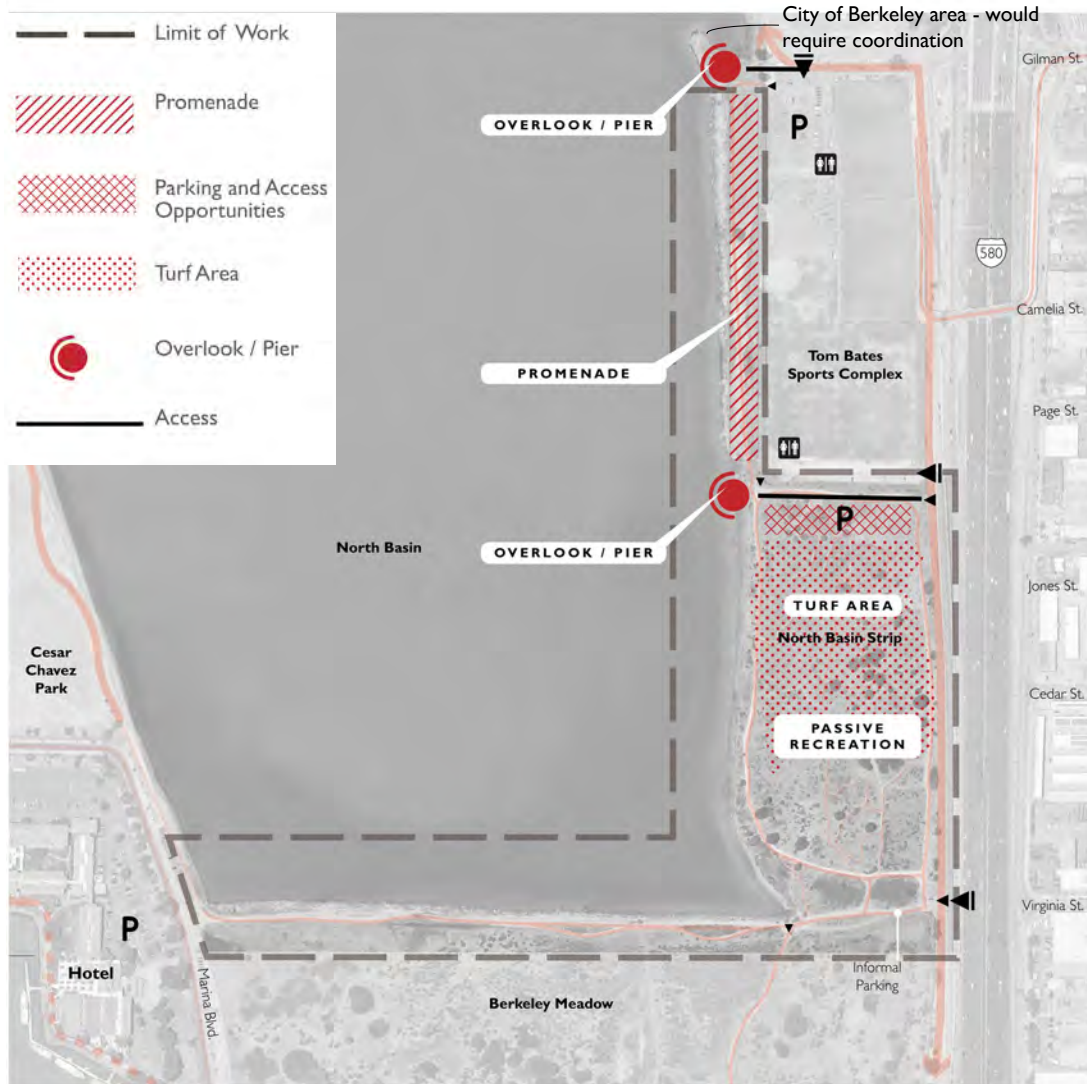 Limit of Work
Promenade
Parking and Access
Opportunities
Turf Area
Overlook / Pier
Access
City of Berkeley area - would
require coordination
Gilman St.
OVERLOOK / PIER
P
580
Camelia St.
Tom Bates
Sports Complex
PROMENADE
Page St.
P
North Basin
OVERLOOK / PIER
Jones St.
TURF AREA
North Basin Strip
Cesar
Chavez
Park
Cedar St.
PASSIVE
RECREATION
Virginia St.
P
Hotel
Marina Blvd.
Informal
Parking
Berkeley Meadow